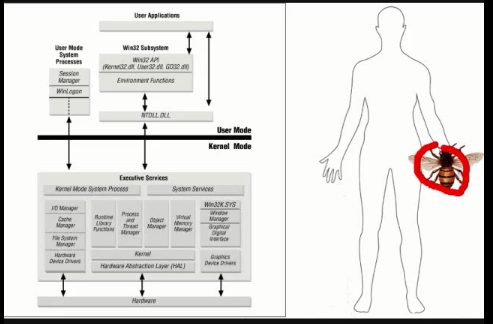 User Applications
User Mode
System
Processes
Session
Manager
WinLogon
Win32 Subsystem
Win32 API
(Kernel32.dll, User32.dll, GDI32.dll)
Environment Functions
NTDLL.DLL
User Mode
Kernel Mode
Executive Services
Kernel Mode System Process
System Services
I/O Manager
Cache
Manager
File System
Manager
Hardware
Device Drivers
Runtime
Library
Functions
Process
and
Thread
Manager
Object
Manager
Virtual
Memory
Manager
Win32K.SYS
Window
Manager
Graphical
Digital
Interface
Graphics
Device Drivers
Kernel
Hardware Abstraction Layer (HAL)
Hardware